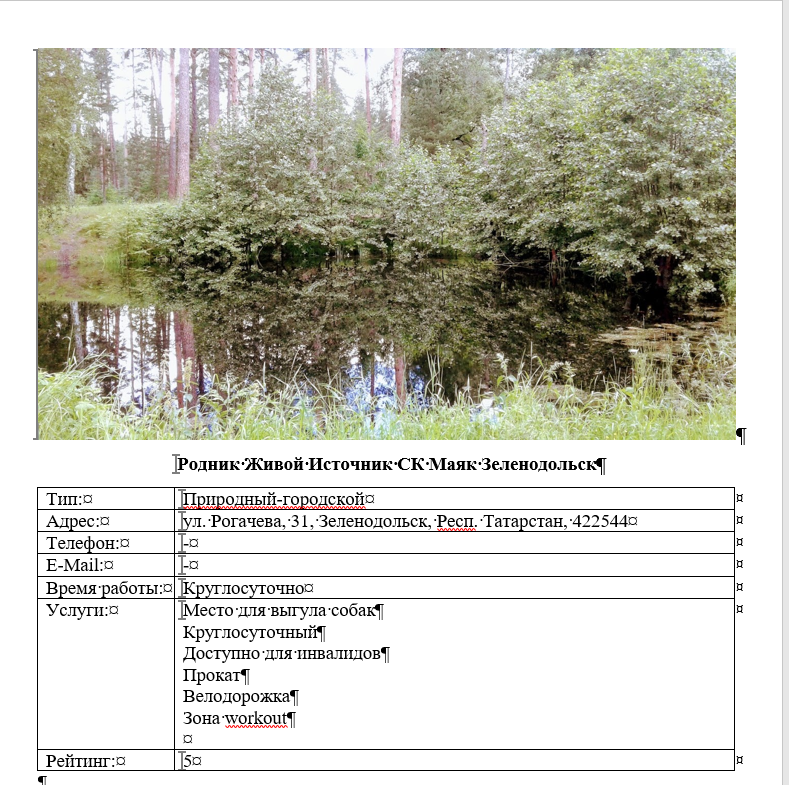 Родник Живой Источник СК Маяк Зеленодольск
Тип: Природный-городской
Адрес: ул. Рогачева, 31, Зеленодольск, Респ. Татарстан, 422544
Телефон: -
E-Mail: -
Время работы: Круглосуточно
Услуги: Место для выгула собак
Круглосуточный
Доступно для инвалидов
Прокат
Велодорожка
Зона workout
Рейтинг: 5